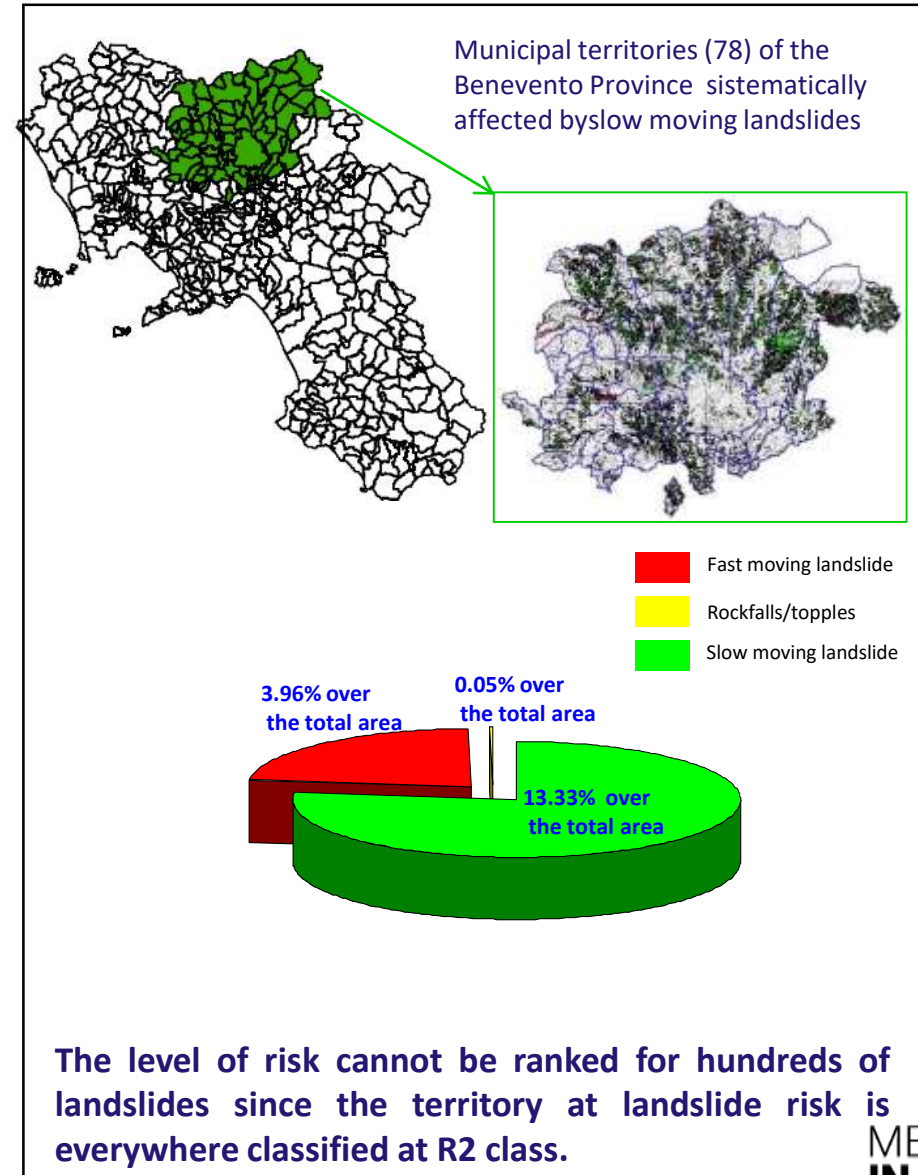 Municipal territories (78) of the
Benevento Province sistematically
affected byslow moving landslides
Fast moving landslide
Rockfalls/topples
Slow moving landslide
3.96% over
the total area
0.05% over
the total area
13.33% over
the total area
The level of risk cannot be ranked for hundreds of
landslides since the territory at landslide risk is
everywhere classified at R2 class.
ME
IN